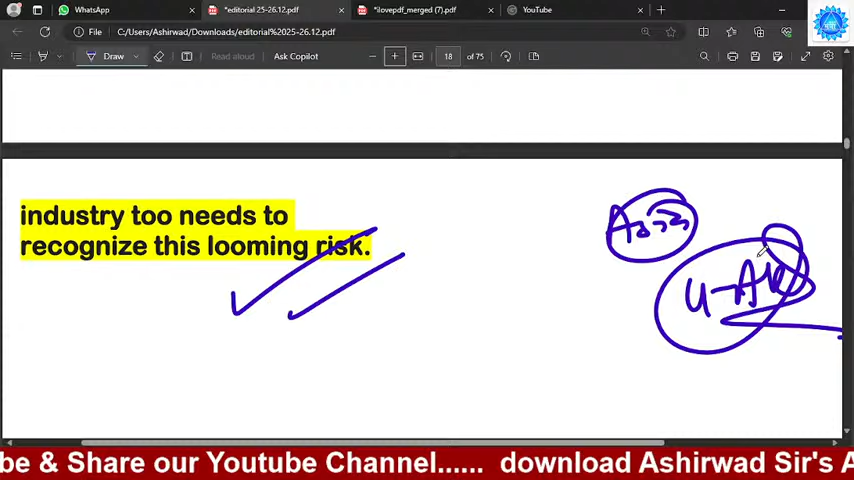 WhatsApp
*editorial 25-26.12.pdf
*ilovepdf_merged (7).pdf
YouTube
File
C:/Users/Ashirwad/Downloads/editorial%2025-26.12.pdf
Draw
Read aloud
Ask Copilot
18 of 75
industry too needs to
recognize this looming risk.
be & Share our Youtube Channel...... download Ashirwad Sir's A